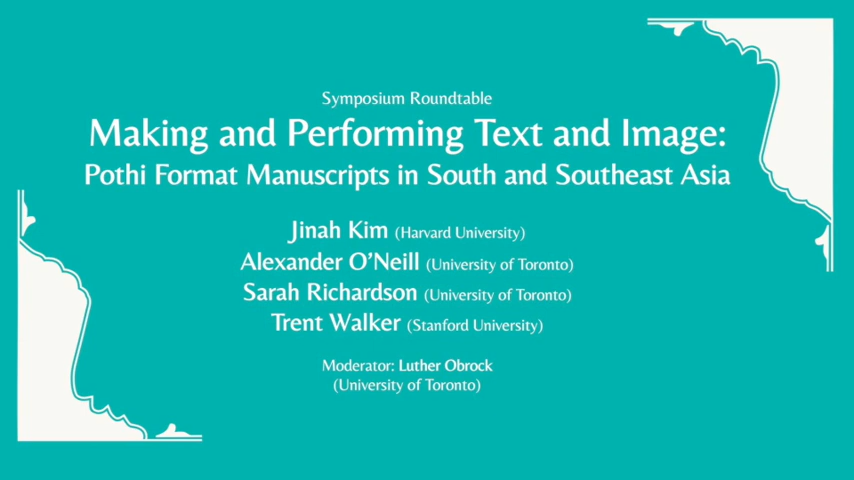 Symposium Roundtable
Making and Performing Text and Image:
Pothi Format Manuscripts in South and Southeast Asia
Jinah Kim (Harvard University)
Alexander O’Neill (University of Toronto)
Sarah Richardson (University of Toronto)
Trent Walker (Stanford University)
Moderator: Luther Obrock
(University of Toronto)